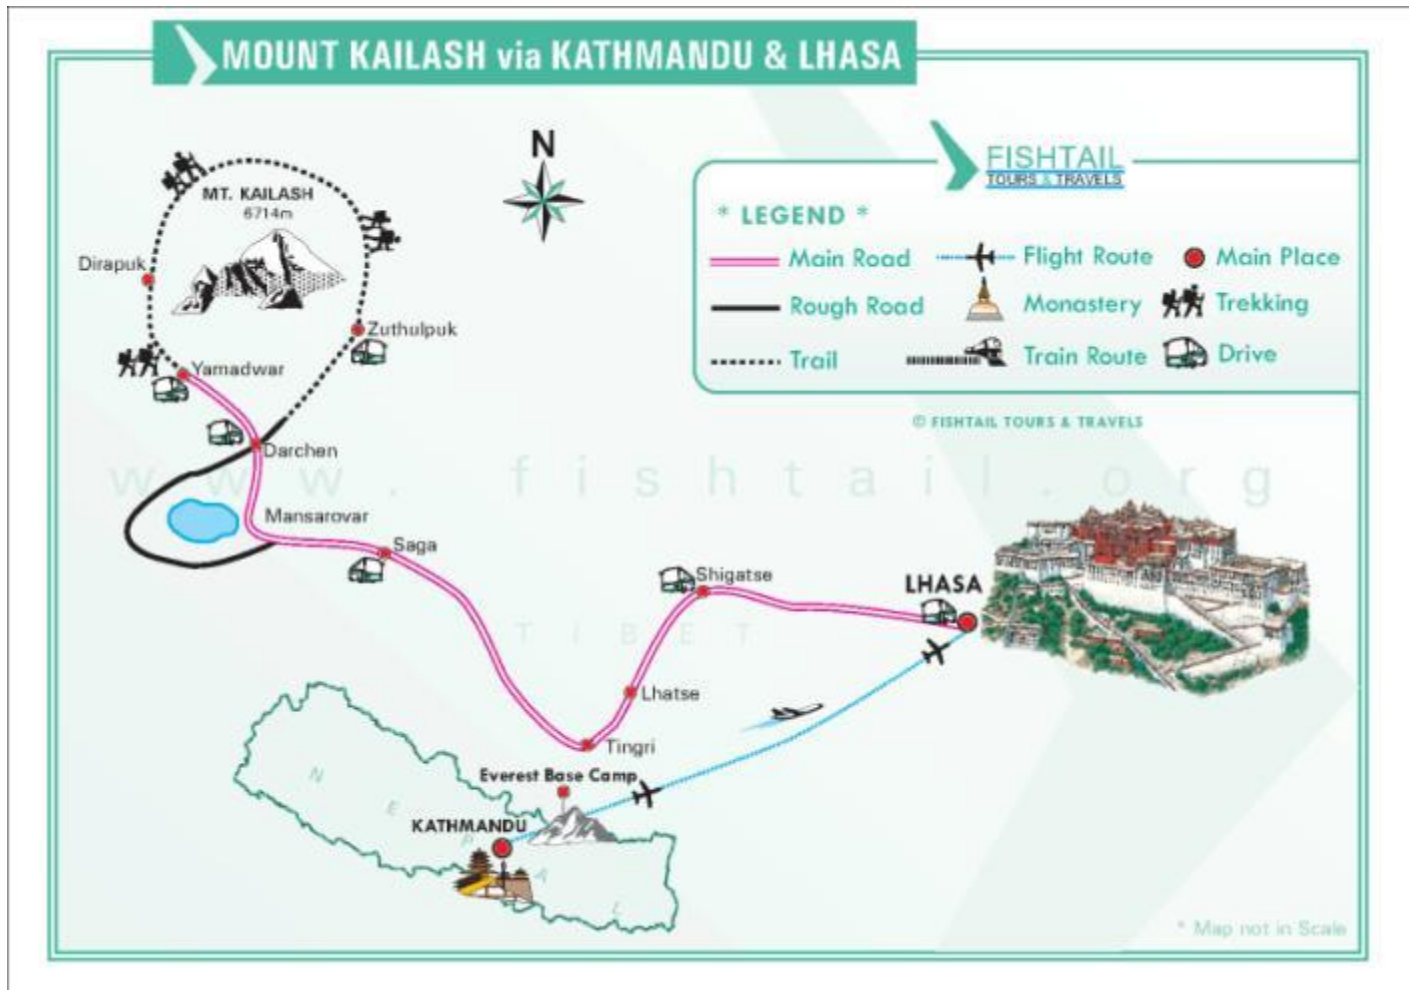 MOUNT KAILASH via KATHMANDU & LHASA
N
FISHTAIL
TOURS & TRAVELS
* LEGEND *
Main Road
Flight Route
Main Place
Rough Road
Monastery
Trekking
Trail
Train Route
Drive
© FISHTAIL TOURS & TRAVELS
MT. KAILASH
6714m
Dirapuk
Zuthulpuk
Yamadwar
Darchen
www.fishtail.org
Mansarovar
Saga
Shigatse
LHASA
TIBET
Lhatse
Tingri
Everest Base Camp
KATHMANDU
NEPAL
* Map not in Scale